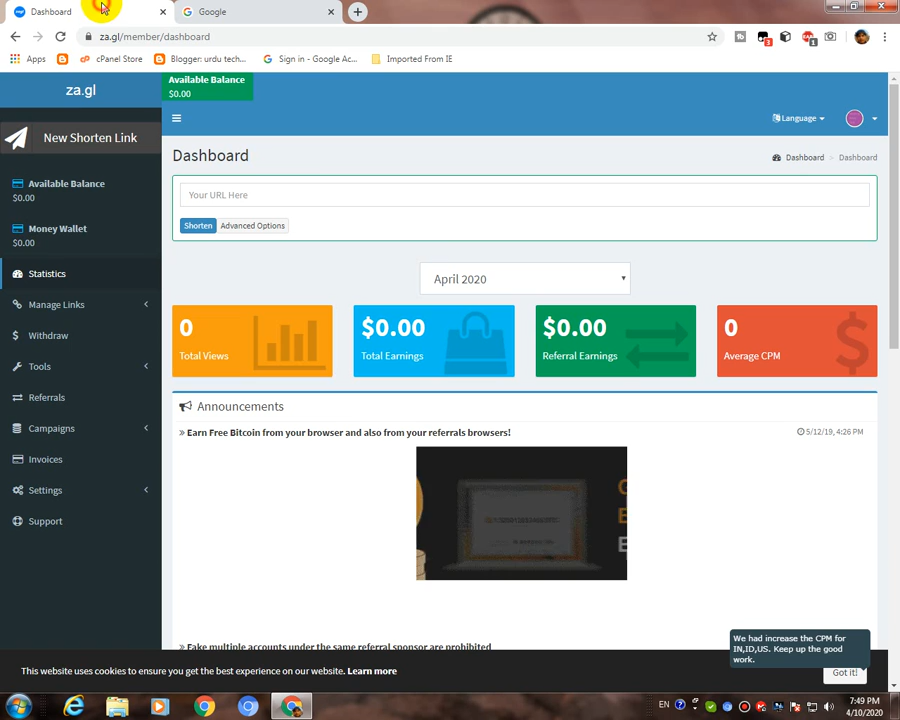 Dashboard
Google
za.gl/member/dashboard
Apps
cPanel Store
Blogger: urdu tech...
Sign in - Google Ac...
Imported From IE
za.gl
Available Balance
$0.00
New Shorten Link
Language
Available Balance
$0.00
Money Wallet
$0.00
Statistics
Manage Links
Withdraw
Tools
Referrals
Campaigns
Invoices
Settings
Support
Dashboard
Dashboard
Dashboard
Your URL Here
Shorten
Advanced Options
April 2020
0
Total Views
$0.00
Total Earnings
$0.00
Referral Earnings
0
Average CPM
Announcements
» Earn Free Bitcoin from your browser and also from your referrals browsers!
5/12/19, 4:26 PM
» Fake multiple accounts under the same referral sponsor are prohibited
We had increase the CPM for
IN,ID,US. Keep up the good
work.
This website uses cookies to ensure you get the best experience on our website. Learn more
Got it!
EN
7:49 PM
4/10/2020